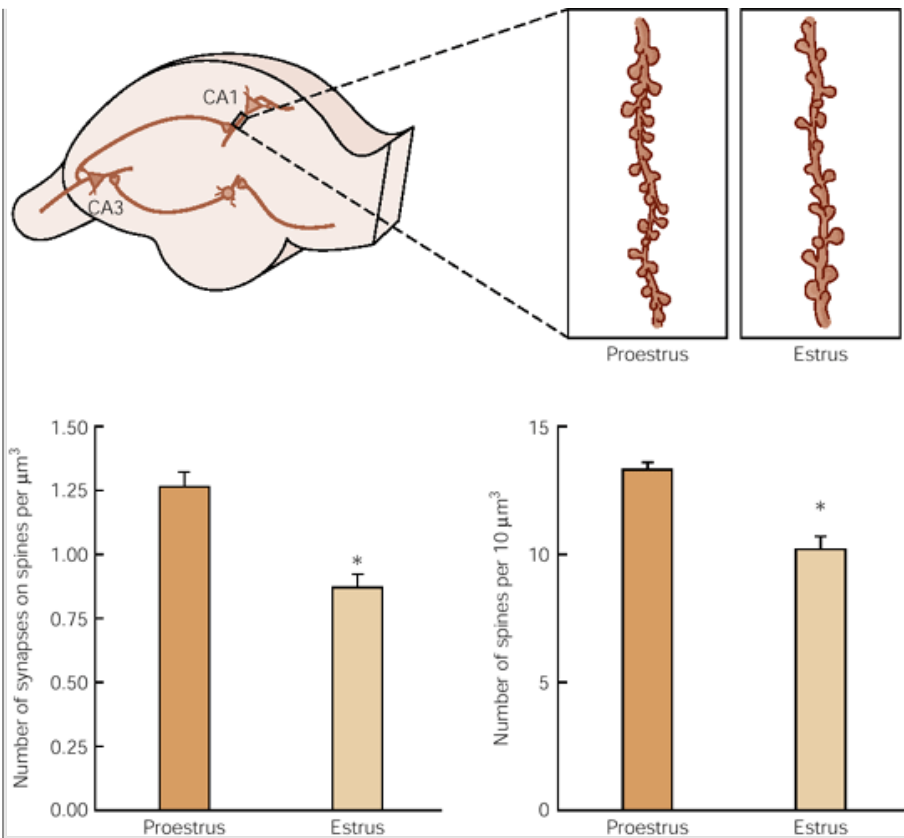 CA1
CA3
Proestrus
Estrus
Number of synapses on spines per μm³
1.50
1.25
1.00
0.75
0.50
0.25
0.00
*
Proestrus
Estrus
Number of spines per 10 μm³
15
10
5
0
*
Proestrus
Estrus